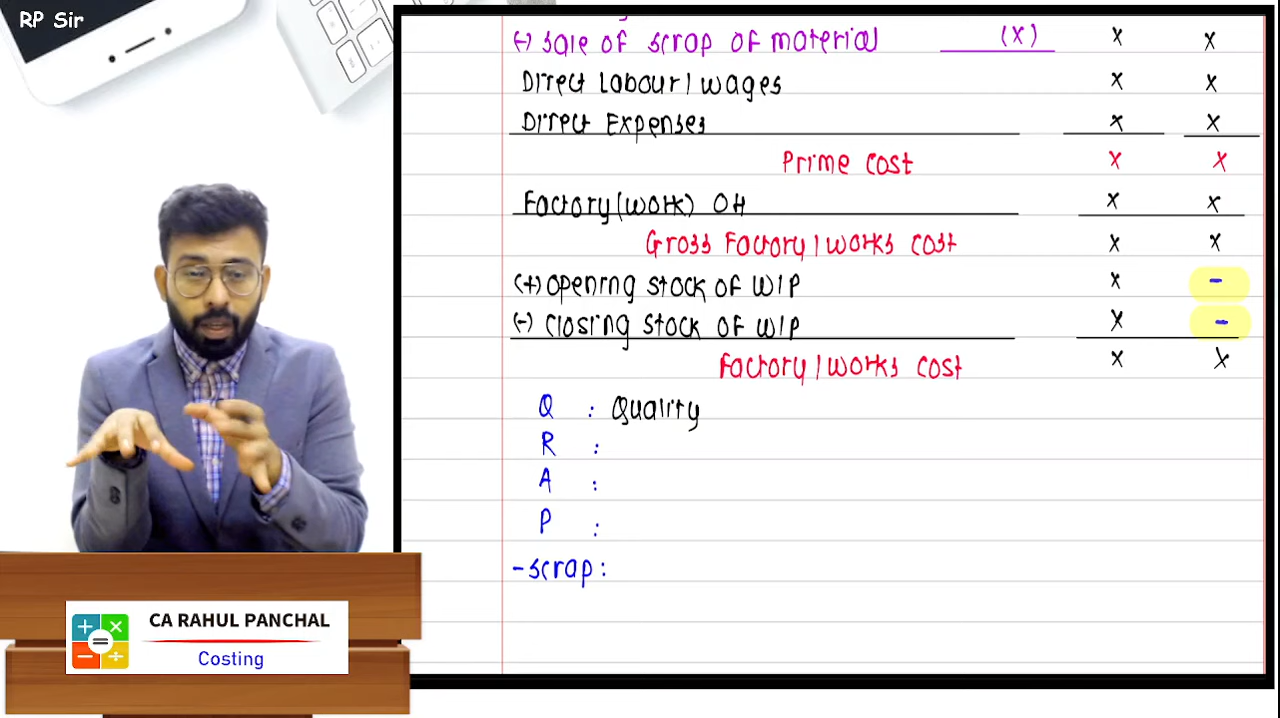 RP Sir
(-) Sale of scrap of material (x) x x
Direct Labour / wages x x
Direct Expenses x x
Prime cost x x
Factory (work) OH x x
Gross Factory / works cost x x
(+) opening stock of WIP x -
(-) closing stock of WIP x -
Factory / works cost x x
Q : Quality
R :
A :
P :
- scrap :
CA RAHUL PANCHAL
Costing